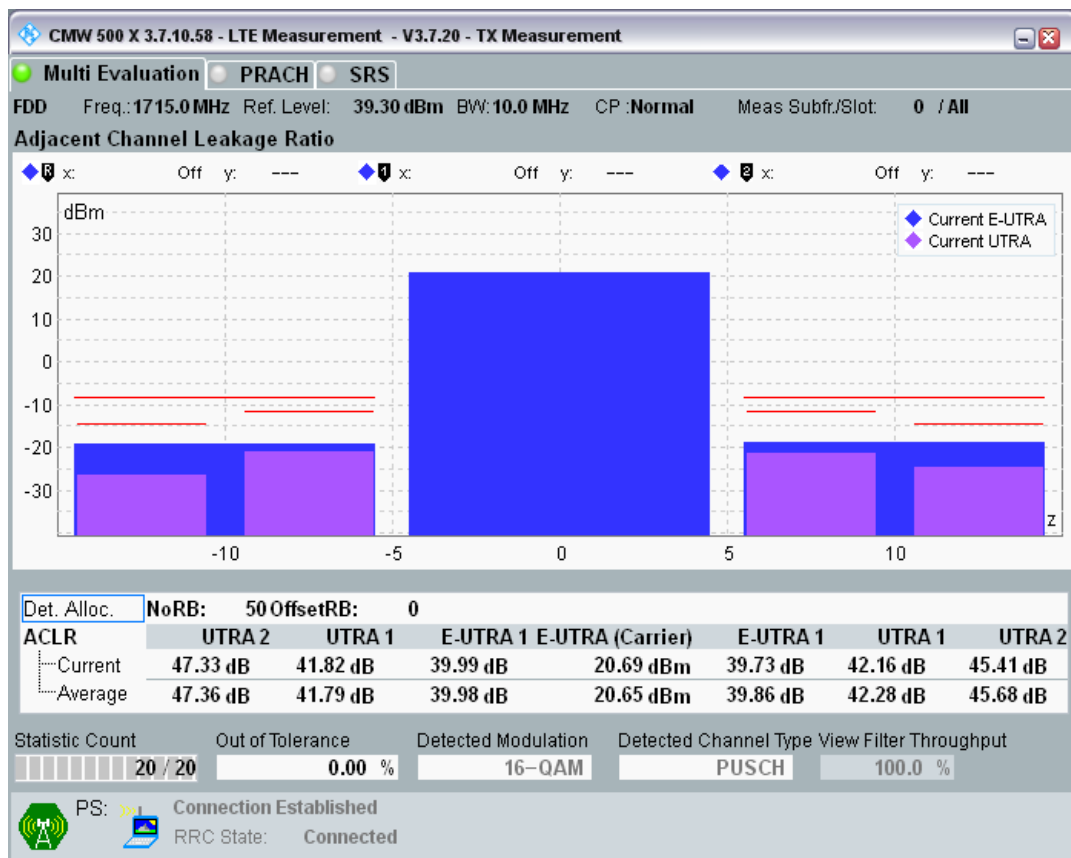 CMW 500 X 3.7.10.58 - LTE Measurement - V3.7.20 - TX Measurement
Multi Evaluation PRACH SRS
FDD Freq.: 1715.0 MHz Ref. Level: 39.30 dBm BW: 10.0 MHz CP :Normal Meas Subfr./Slot: 0 / All
Adjacent Channel Leakage Ratio
R x: Off y: --- 1 x: Off y: --- 2 x: Off y: ---
dBm
Current E-UTRA
Current UTRA
30
20
10
0
-10
-20
-30
z
-10 -5 0 5 10
Det. Alloc. NoRB: 50 OffsetRB: 0
ACLR UTRA 2 UTRA 1 E-UTRA 1 E-UTRA (Carrier) E-UTRA 1 UTRA 1 UTRA 2
Current 47.33 dB 41.82 dB 39.99 dB 20.69 dBm 39.73 dB 42.16 dB 45.41 dB
Average 47.36 dB 41.79 dB 39.98 dB 20.65 dBm 39.86 dB 42.28 dB 45.68 dB
Statistic Count Out of Tolerance Detected Modulation Detected Channel Type View Filter Throughput
20 / 20 0.00 % 16-QAM PUSCH 100.0 %
PS: Connection Established
RRC State: Connected